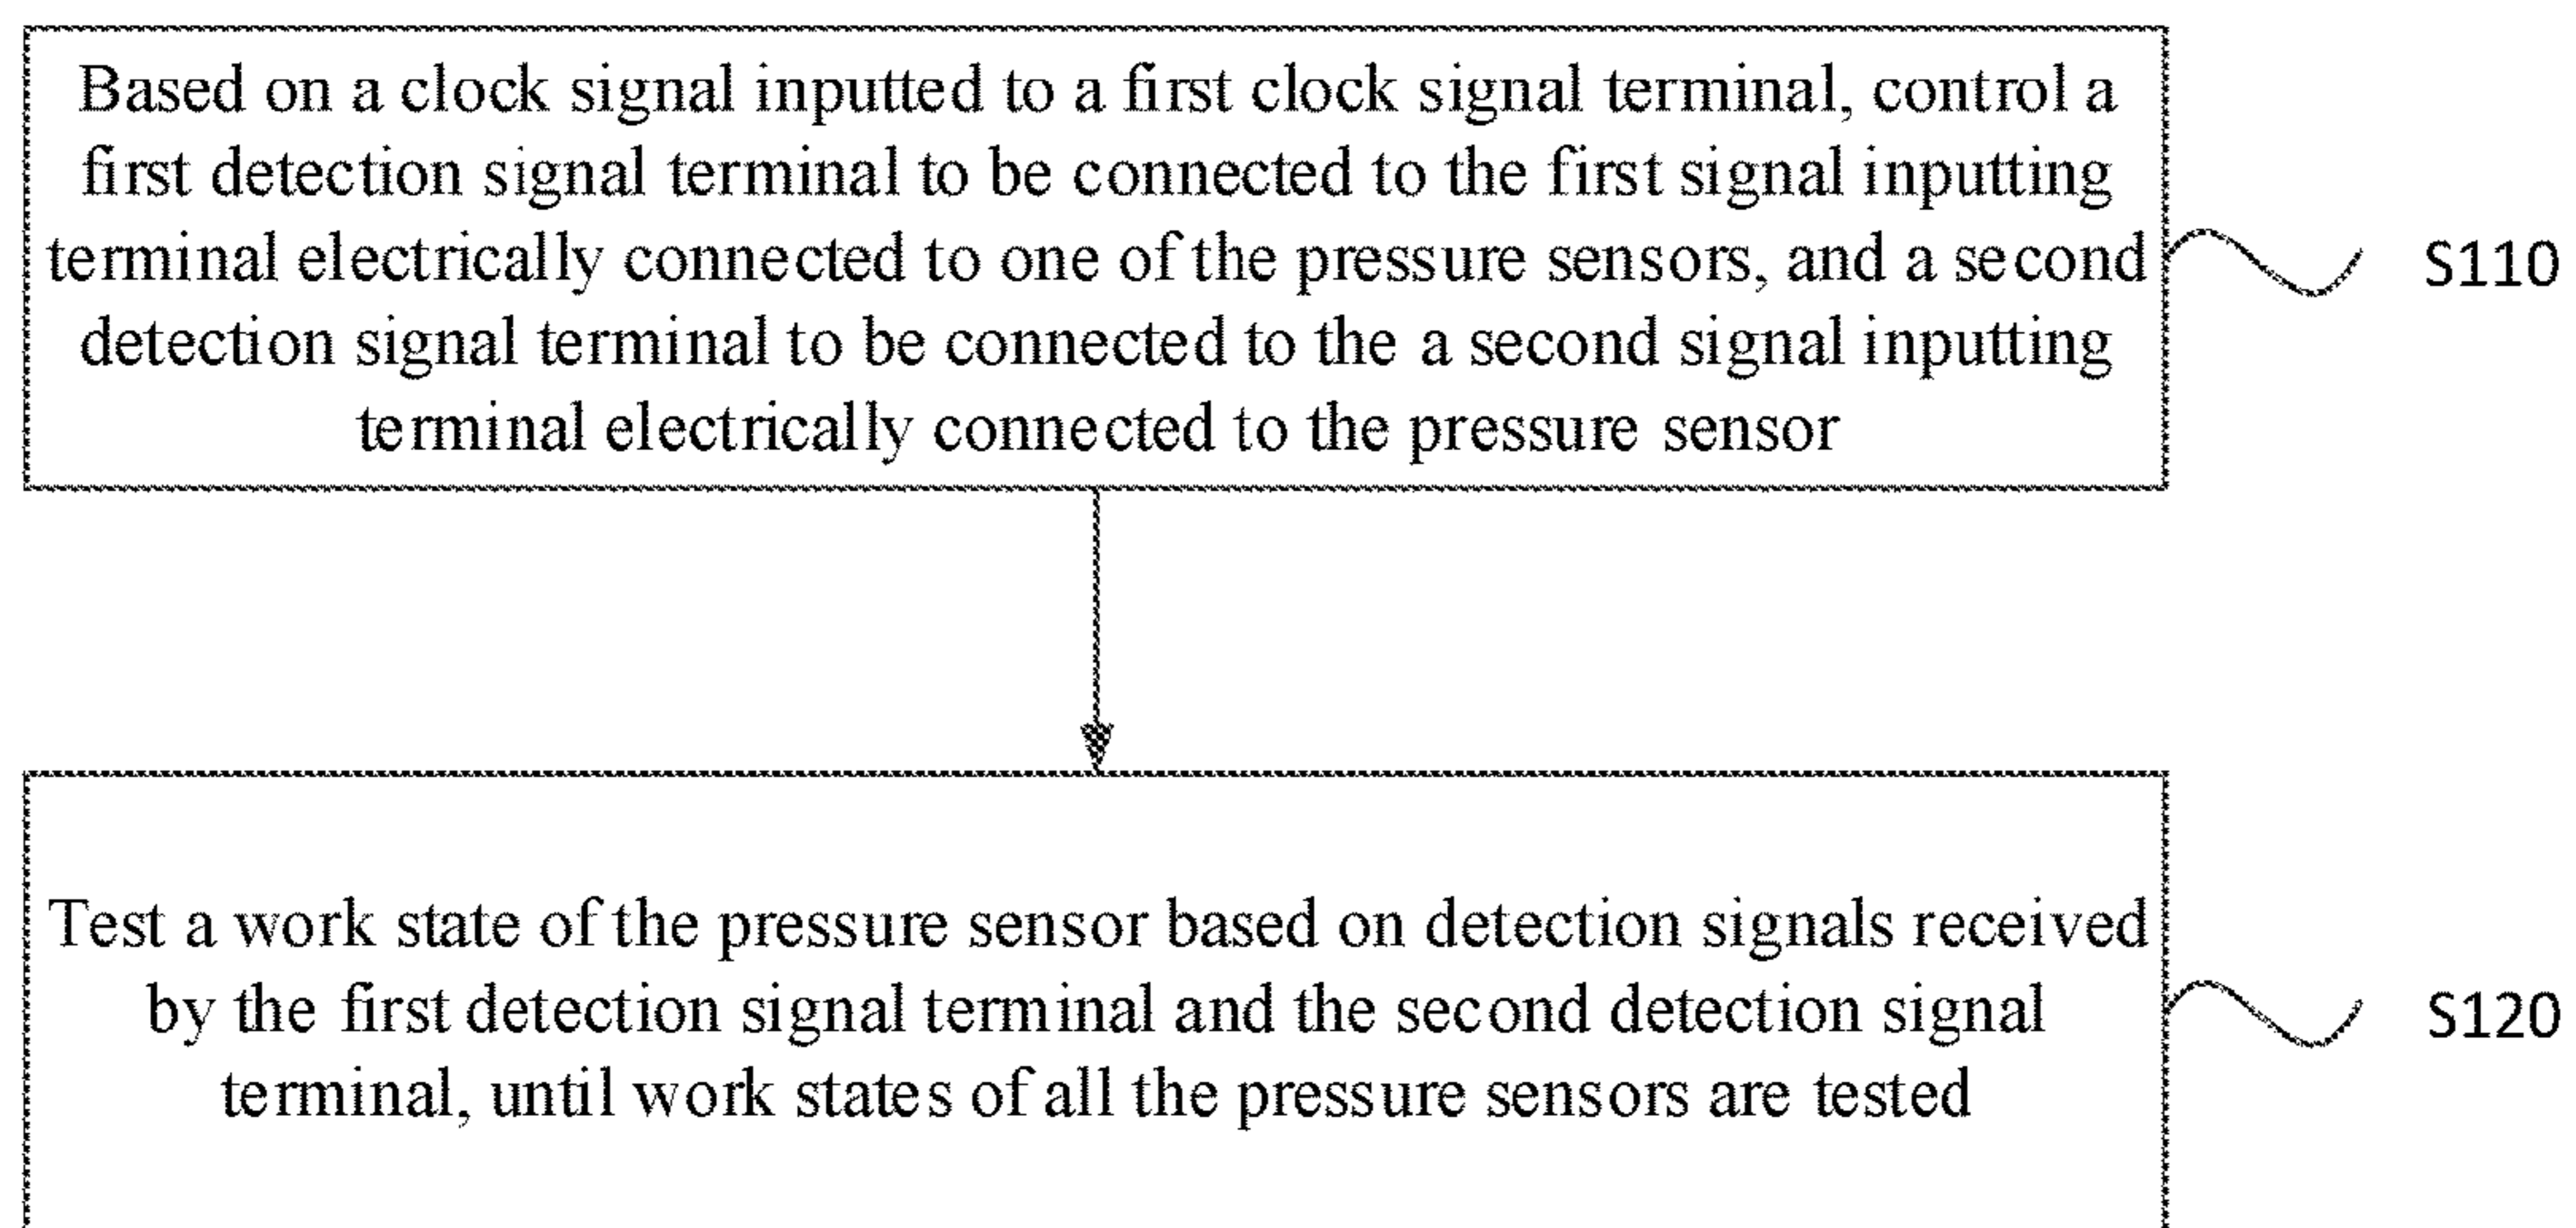 Based on a clock signal inputted to a first clock signal terminal, control a
first detection signal terminal to be connected to the first signal inputting
terminal electrically connected to one of the pressure sensors, and a second
detection signal terminal to be connected to the a second signal inputting
terminal electrically connected to the pressure sensor
S110
Test a work state of the pressure sensor based on detection signals received
by the first detection signal terminal and the second detection signal
terminal, until work states of all the pressure sensors are tested
S120